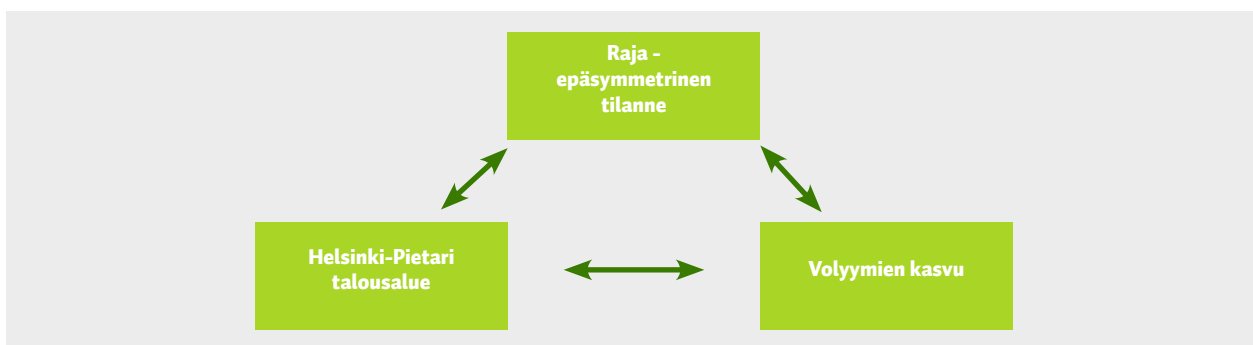 Raja -
epäsymmetrinen
tilanne
Helsinki-Pietari
talousalue
Volyymien kasvu